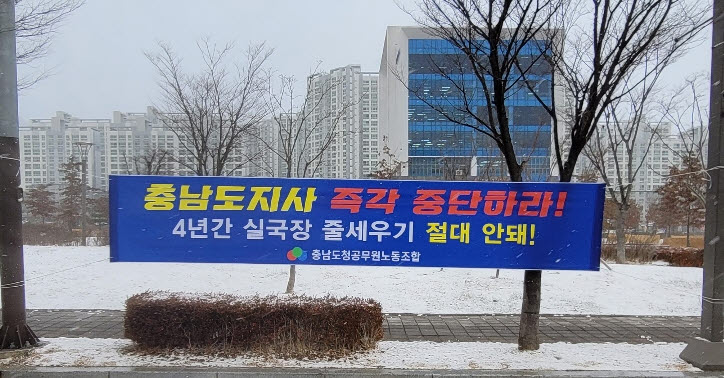 충남도지사 즉각 중단하라!
4년간 실국장 줄세우기 절대 안돼!
충남도청공무원노동조합